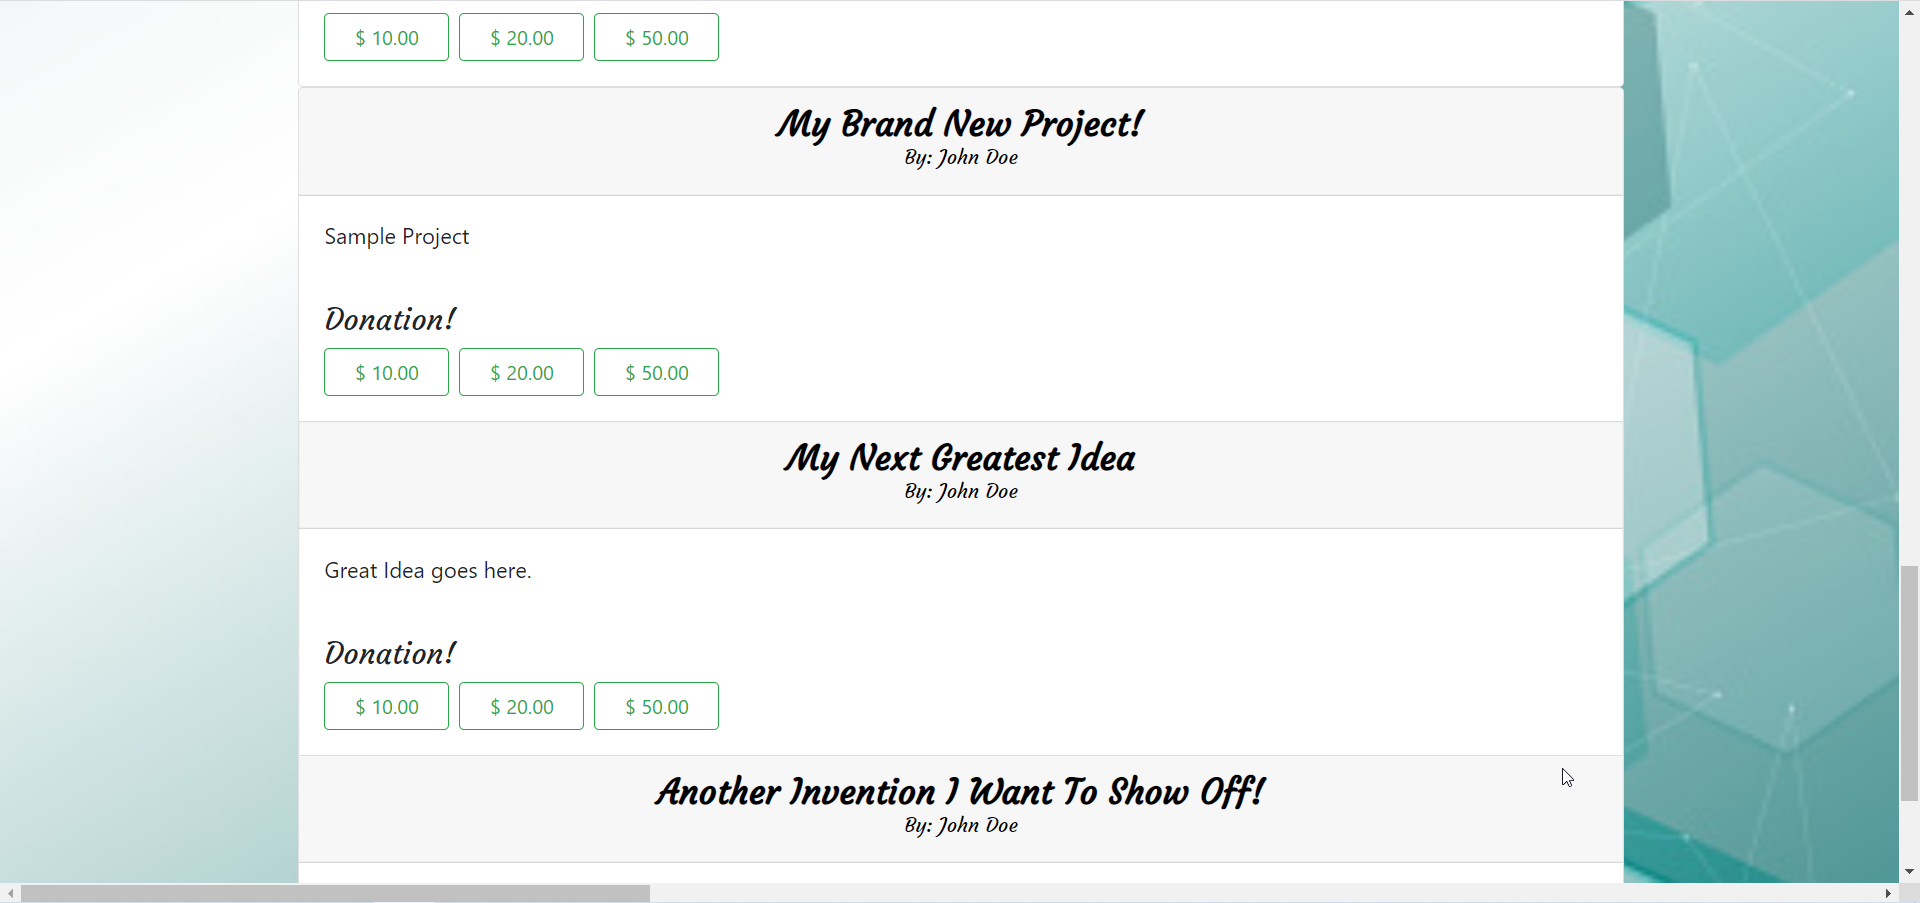 $ 10.00 $ 20.00 $ 50.00
My Brand New Project!
By: John Doe
Sample Project
Donation!
$ 10.00 $ 20.00 $ 50.00
My Next Greatest Idea
By: John Doe
Great Idea goes here.
Donation!
$ 10.00 $ 20.00 $ 50.00
Another Invention I Want To Show Off!
By: John Doe